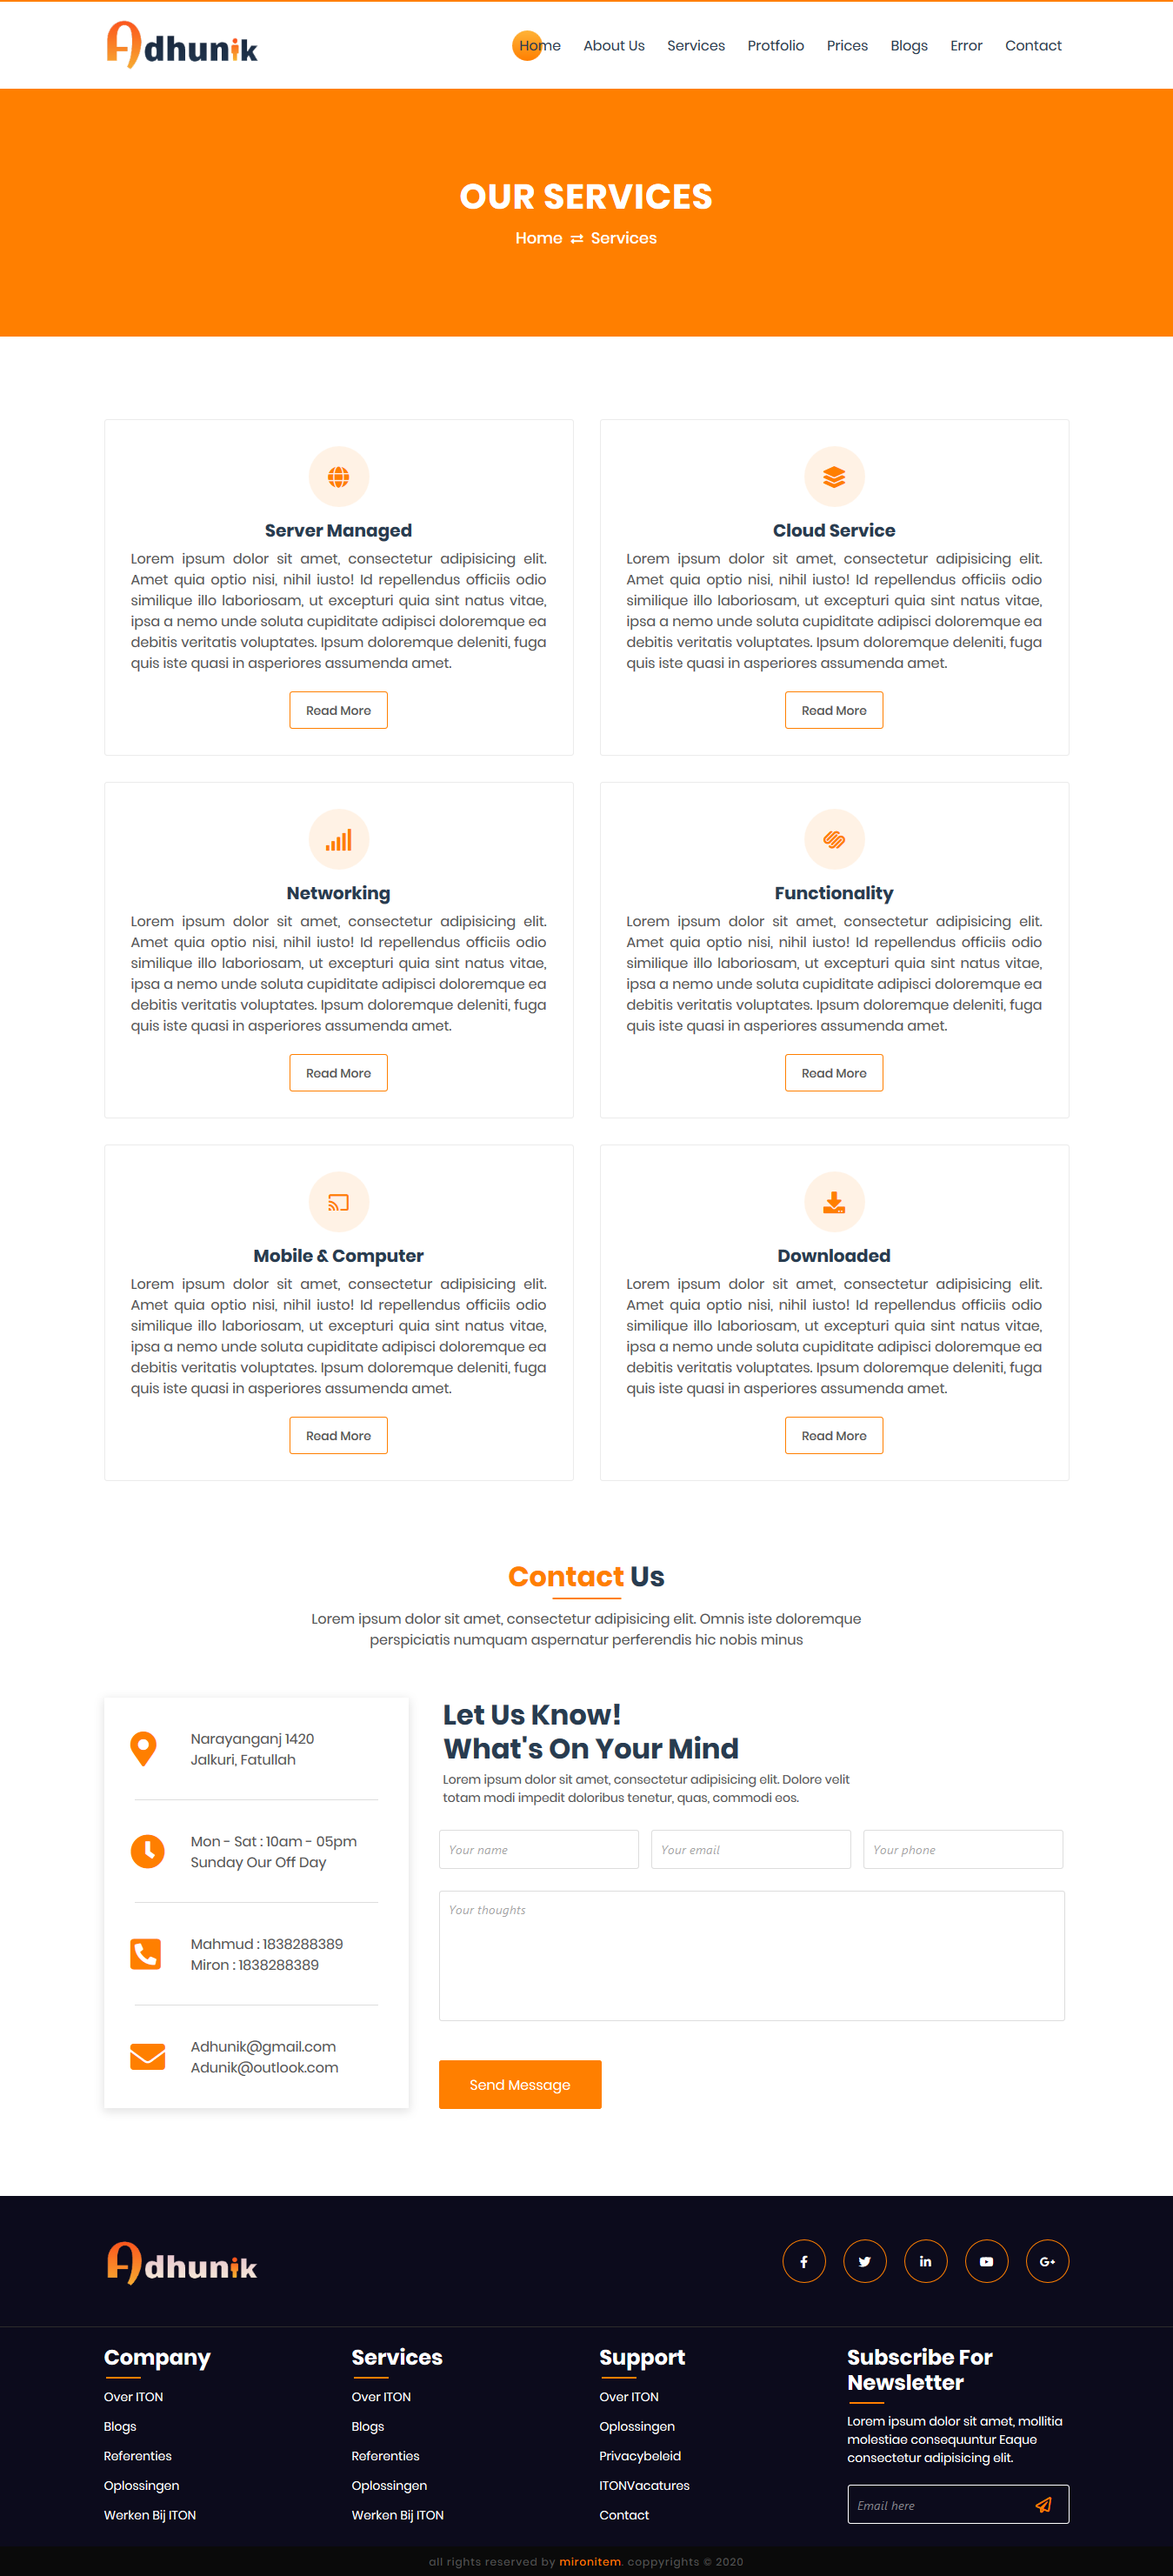 Adhunik
Home About Us Services Protfolio Prices Blogs Error Contact
OUR SERVICES
Home Services
Server Managed
Lorem ipsum dolor sit amet, consectetur adipisicing elit.
Amet quia optio nisi, nihil iusto! Id repellendus officiis odio
similique illo laboriosam, ut excepturi quia sint natus vitae,
ipsa a nemo unde soluta cupiditate adipisci doloremque ea
debitis veritatis voluptates. Ipsum doloremque deleniti, fuga
quis iste quasi in asperiores assumenda amet.
Read More
Cloud Service
Lorem ipsum dolor sit amet, consectetur adipisicing elit.
Amet quia optio nisi, nihil iusto! Id repellendus officiis odio
similique illo laboriosam, ut excepturi quia sint natus vitae,
ipsa a nemo unde soluta cupiditate adipisci doloremque ea
debitis veritatis voluptates. Ipsum doloremque deleniti, fuga
quis iste quasi in asperiores assumenda amet.
Read More
Networking
Lorem ipsum dolor sit amet, consectetur adipisicing elit.
Amet quia optio nisi, nihil iusto! Id repellendus officiis odio
similique illo laboriosam, ut excepturi quia sint natus vitae,
ipsa a nemo unde soluta cupiditate adipisci doloremque ea
debitis veritatis voluptates. Ipsum doloremque deleniti, fuga
quis iste quasi in asperiores assumenda amet.
Read More
Functionality
Lorem ipsum dolor sit amet, consectetur adipisicing elit.
Amet quia optio nisi, nihil iusto! Id repellendus officiis odio
similique illo laboriosam, ut excepturi quia sint natus vitae,
ipsa a nemo unde soluta cupiditate adipisci doloremque ea
debitis veritatis voluptates. Ipsum doloremque deleniti, fuga
quis iste quasi in asperiores assumenda amet.
Read More
Mobile & Computer
Lorem ipsum dolor sit amet, consectetur adipisicing elit.
Amet quia optio nisi, nihil iusto! Id repellendus officiis odio
similique illo laboriosam, ut excepturi quia sint natus vitae,
ipsa a nemo unde soluta cupiditate adipisci doloremque ea
debitis veritatis voluptates. Ipsum doloremque deleniti, fuga
quis iste quasi in asperiores assumenda amet.
Read More
Downloaded
Lorem ipsum dolor sit amet, consectetur adipisicing elit.
Amet quia optio nisi, nihil iusto! Id repellendus officiis odio
similique illo laboriosam, ut excepturi quia sint natus vitae,
ipsa a nemo unde soluta cupiditate adipisci doloremque ea
debitis veritatis voluptates. Ipsum doloremque deleniti, fuga
quis iste quasi in asperiores assumenda amet.
Read More
Contact Us
Lorem ipsum dolor sit amet, consectetur adipisicing elit. Omnis iste doloremque
perspiciatis numquam aspernatur perferendis hic nobis minus
Narayanganj 1420
Jalkuri, Fatullah
Mon - Sat : 10am - 05pm
Sunday Our Off Day
Mahmud : 1838288389
Miron : 1838288389
Adhunik@gmail.com
Adunik@outlook.com
Let Us Know!
What's On Your Mind
Lorem ipsum dolor sit amet, consectetur adipisicing elit. Dolore velit
totam modi impedit doloribus tenetur, quas, commodi eos.
Your name Your email Your phone
Your thoughts
Send Message
Adhunik
Company
Over ITON
Blogs
Referenties
Oplossingen
Werken Bij ITON
Services
Over ITON
Blogs
Referenties
Oplossingen
Werken Bij ITON
Support
Over ITON
Oplossingen
Privacybeleid
ITONVacatures
Contact
Subscribe For
Newsletter
Lorem ipsum dolor sit amet, mollitia
molestiae consequuntur Eaque
consectetur adipisicing elit.
Email here
all rights reserved by mironitem. coppyrights © 2020